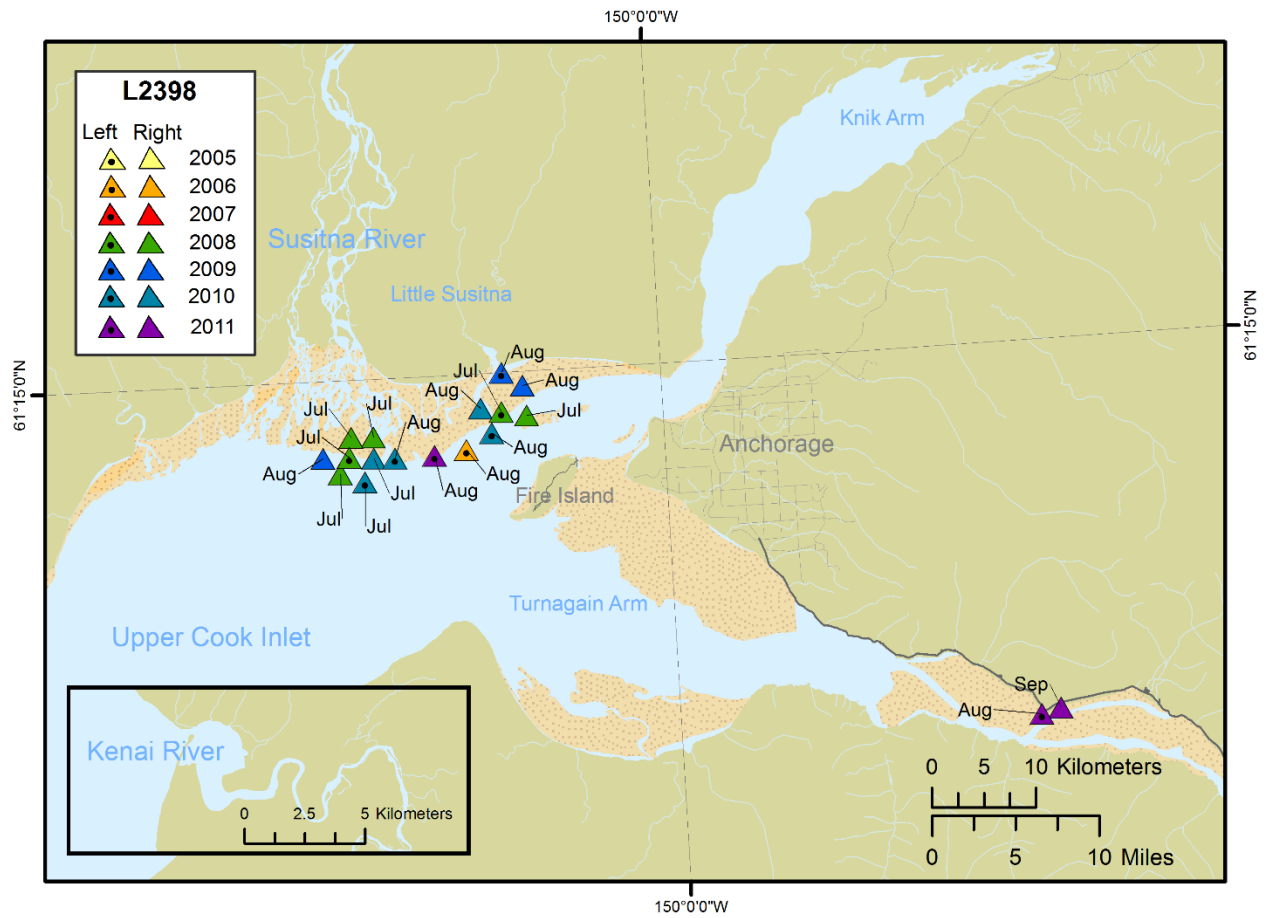 150°0'0"W
L2398
Left Right
2005
2006
2007
2008
2009
2010
2011
Knik Arm
Susitna River
Little Susitna
61°15'0"N
61°15'0"N
Aug
Jul
Aug
Aug
Jul
Jul
Jul
Aug
Jul
Aug
Aug
Aug
Aug
Jul
Jul
Jul
Anchorage
Fire Island
Turnagain Arm
Upper Cook Inlet
Sep
Aug
Kenai River
0 2.5 5 Kilometers
0 5 10 Kilometers
0 5 10 Miles
150°0'0"W